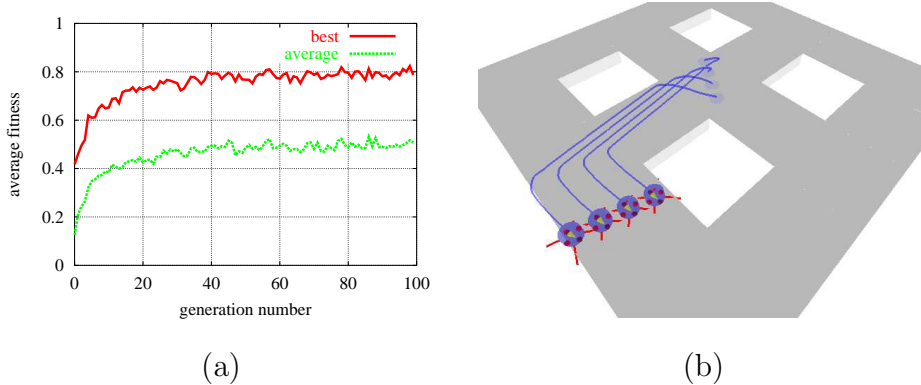 1
0.8
0.6
0.4
0.2
0
0 20 40 60 80 100
average fitness
generation number
best
average
(a)
(b)